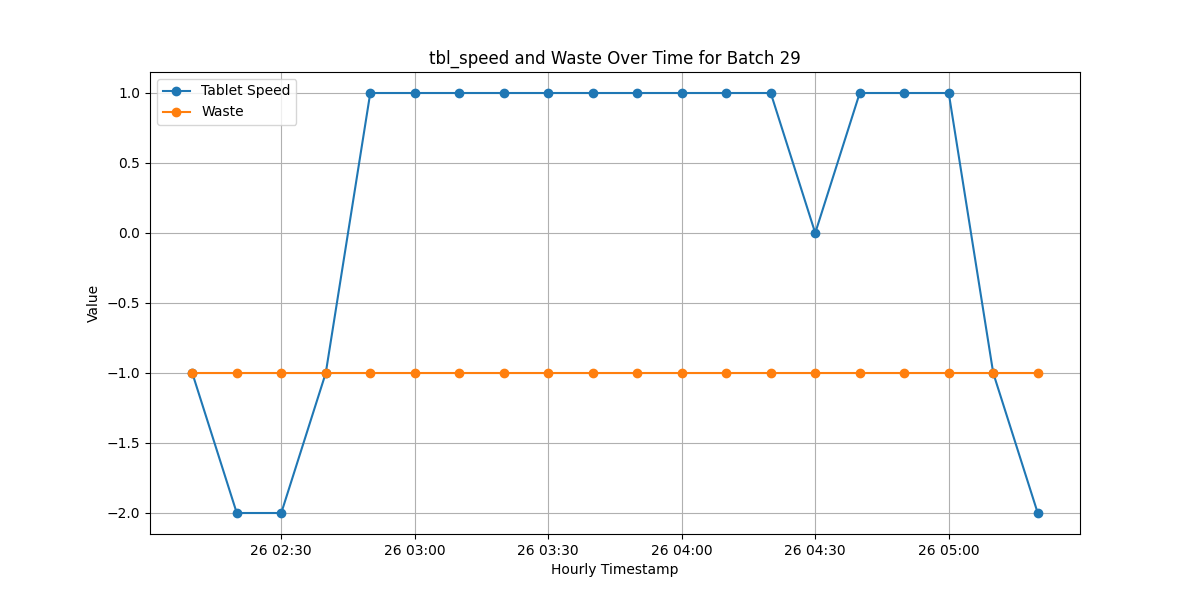 tbl_speed and Waste Over Time for Batch 29
Tablet Speed
Waste
1.0
0.5
0.0
−0.5
−1.0
−1.5
−2.0
Value
26 02:30 26 03:00 26 03:30 26 04:00 26 04:30 26 05:00
Hourly Timestamp